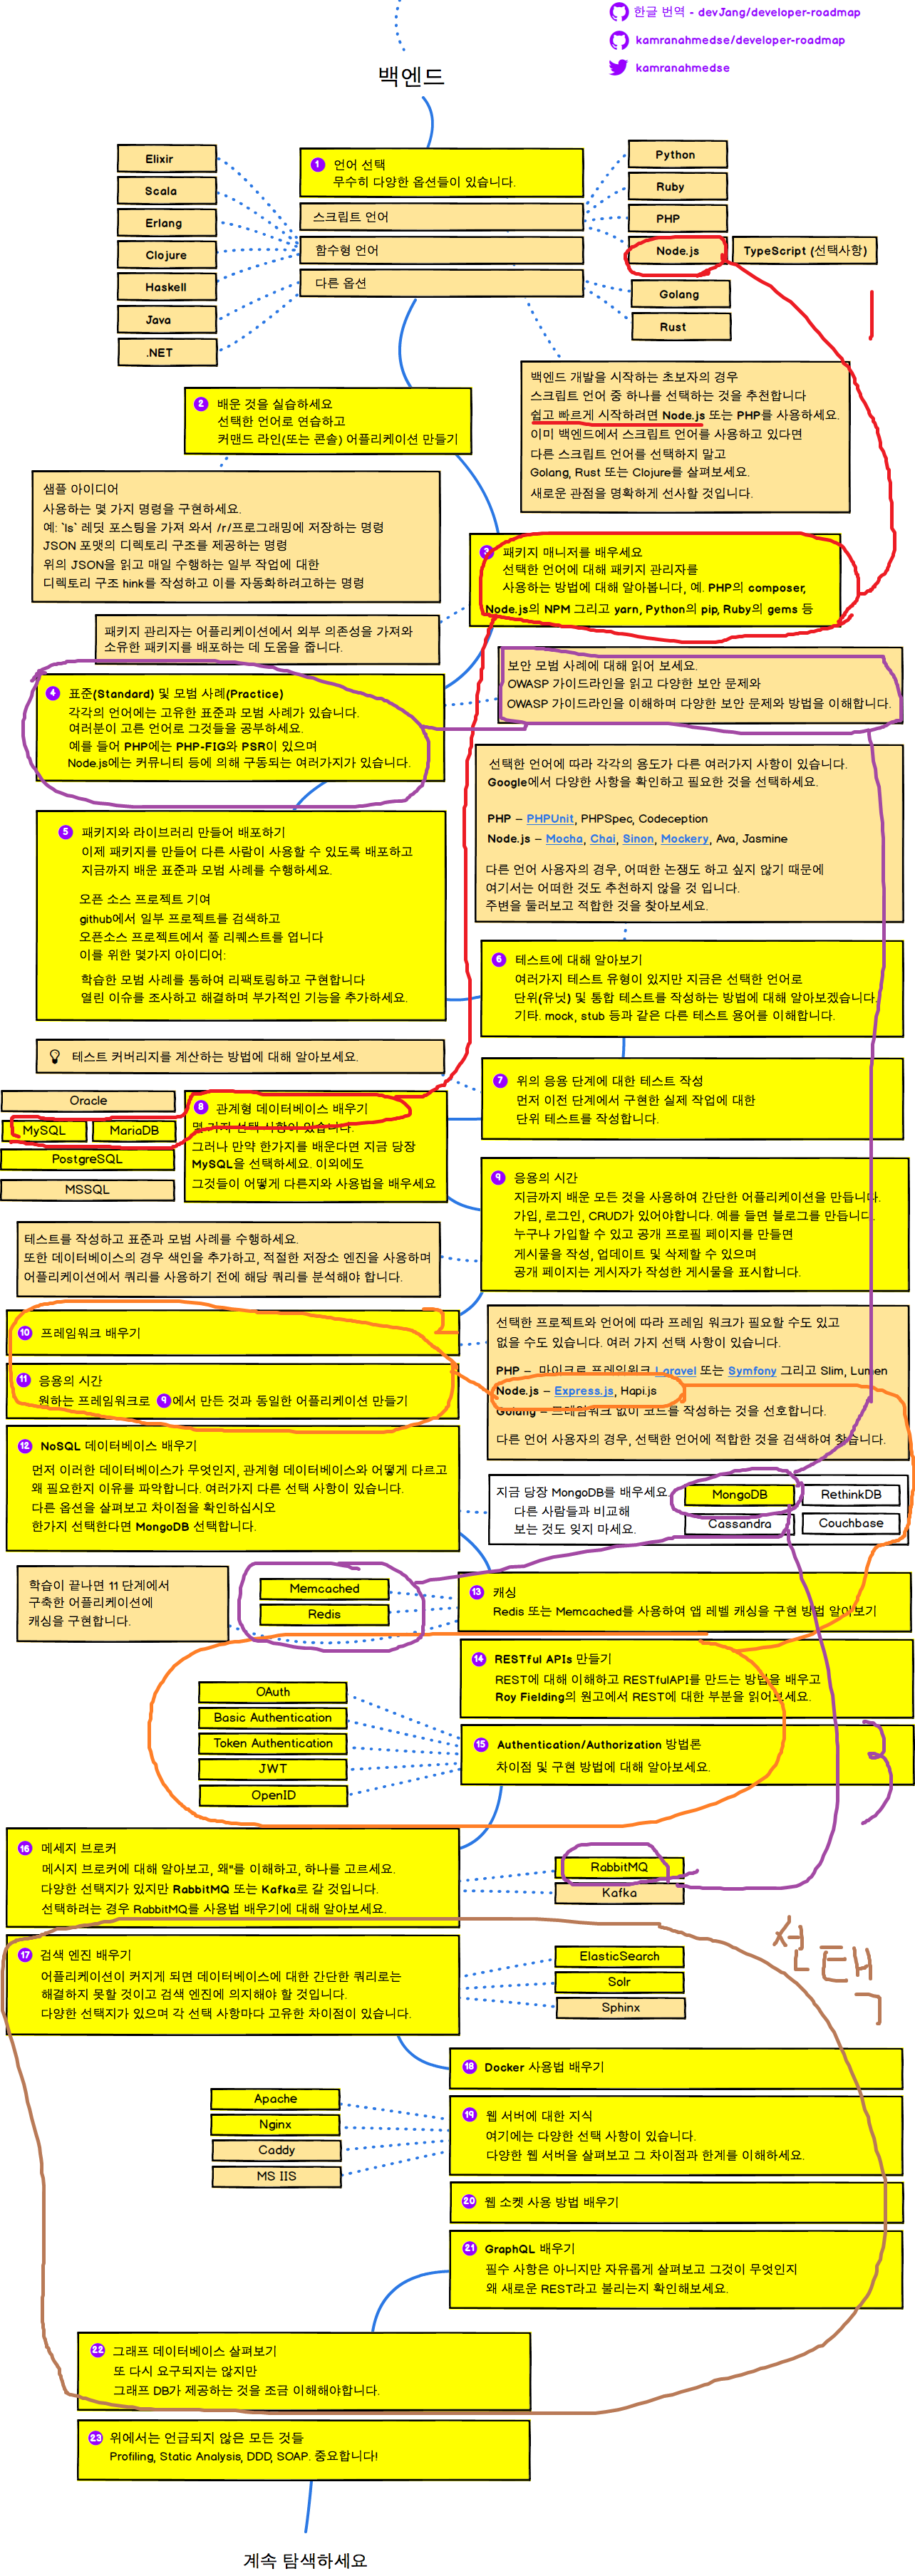 한글 번역 - devJang/developer-roadmap
kamranahmedse/developer-roadmap
kamranahmedse
백엔드
1 언어 선택
무수히 다양한 옵션들이 있습니다.
스크립트 언어
함수형 언어
다른 옵션
Elixir
Scala
Erlang
Clojure
Haskell
Java
.NET
Python
Ruby
PHP
Node.js
TypeScript (선택사항)
Golang
Rust
1
백엔드 개발을 시작하는 초보자의 경우
스크립트 언어 중 하나를 선택하는 것을 추천합니다
쉽고 빠르게 시작하려면 Node.js 또는 PHP를 사용하세요.
이미 백엔드에서 스크립트 언어를 사용하고 있다면
다른 스크립트 언어를 선택하지 말고
Golang, Rust 또는 Clojure를 살펴보세요.
새로운 관점을 명확하게 선사할 것입니다.
2 배운 것을 실습하세요
선택한 언어로 연습하고
커맨드 라인(또는 콘솔) 어플리케이션 만들기
샘플 아이디어
사용하는 몇 가지 명령을 구현하세요.
예: `ls` 레딧 포스팅을 가져 와서 /r/프로그래밍에 저장하는 명령
JSON 포맷의 디렉토리 구조를 제공하는 명령
위의 JSON을 읽고 매일 수행하는 일부 작업에 대한
디렉토리 구조 hink를 작성하고 이를 자동화하려고하는 명령
3 패키지 매니저를 배우세요
선택한 언어에 대해 패키지 관리자를
사용하는 방법에 대해 알아봅니다, 예. PHP의 composer,
Node.js의 NPM 그리고 yarn, Python의 pip, Ruby의 gems 등
패키지 관리자는 어플리케이션에서 외부 의존성을 가져와
소유한 패키지를 배포하는 데 도움을 줍니다.
4 표준(Standard) 및 모범 사례(Practice)
각각의 언어에는 고유한 표준과 모범 사례가 있습니다.
여러분이 고른 언어로 그것들을 공부하세요.
예를 들어 PHP에는 PHP-FIG와 PSR이 있으며
Node.js에는 커뮤니티 등에 의해 구동되는 여러가지가 있습니다.
보안 모범 사례에 대해 읽어 보세요.
OWASP 가이드라인을 읽고 다양한 보안 문제와
OWASP 가이드라인을 이해하며 다양한 보안 문제와 방법을 이해합니다.
선택한 언어에 따라 각각의 용도가 다른 여러가지 사항이 있습니다.
Google에서 다양한 사항을 확인하고 필요한 것을 선택하세요.
PHP – PHPUnit, PHPSpec, Codeception
Node.js – Mocha, Chai, Sinon, Mockery, Ava, Jasmine
다른 언어 사용자의 경우, 어떠한 논쟁도 하고 싶지 않기 때문에
여기서는 어떠한 것도 추천하지 않을 것 입니다.
주변을 둘러보고 적합한 것을 찾아보세요.
5 패키지와 라이브러리 만들어 배포하기
이제 패키지를 만들어 다른 사람이 사용할 수 있도록 배포하고
지금까지 배운 표준과 모범 사례를 수행하세요.
오픈 소스 프로젝트 기여
github에서 일부 프로젝트를 검색하고
오픈소스 프로젝트에서 풀 리퀘스트를 엽니다
이를 위한 몇가지 아이디어:
학습한 모범 사례를 통하여 리팩토링하고 구현합니다
열린 이슈를 조사하고 해결하며 부가적인 기능을 추가하세요.
6 테스트에 대해 알아보기
여러가지 테스트 유형이 있지만 지금은 선택한 언어로
단위(유닛) 및 통합 테스트를 작성하는 방법에 대해 알아보겠습니다.
기타. mock, stub 등과 같은 다른 테스트 용어를 이해합니다.
테스트 커버리지를 계산하는 방법에 대해 알아보세요.
7 위의 응용 단계에 대한 테스트 작성
먼저 이전 단계에서 구현한 실제 작업에 대한
단위 테스트를 작성합니다.
Oracle
MySQL
MariaDB
PostgreSQL
MSSQL
8 관계형 데이터베이스 배우기
몇 가지 선택 사항이 있습니다.
그러나 만약 한가지를 배운다면 지금 당장
MySQL을 선택하세요. 이외에도
그것들이 어떻게 다른지와 사용법을 배우세요
9 응용의 시간
지금까지 배운 모든 것을 사용하여 간단한 어플리케이션을 만듭니다.
가입, 로그인, CRUD가 있어야합니다. 예를 들면 블로그를 만듭니다.
누구나 가입할 수 있고 공개 프로필 페이지를 만들면
게시물을 작성, 업데이트 및 삭제할 수 있으며
공개 페이지는 게시자가 작성한 게시물을 표시합니다.
테스트를 작성하고 표준과 모범 사례를 수행하세요.
또한 데이터베이스의 경우 색인을 추가하고, 적절한 저장소 엔진을 사용하며
어플리케이션에서 쿼리를 사용하기 전에 해당 쿼리를 분석해야 합니다.
10 프레임워크 배우기
2
11 응용의 시간
원하는 프레임워크로 9에서 만든 것과 동일한 어플리케이션 만들기
선택한 프로젝트와 언어에 따라 프레임 워크가 필요할 수도 있고
없을 수도 있습니다. 여러 가지 선택 사항이 있습니다.
PHP – 마이크로 프레임워크 Laravel 또는 Symfony 그리고 Slim, Lumen
Node.js – Express.js, Hapi.js
Golang – 프레임워크 없이 코드를 작성하는 것을 선호합니다.
다른 언어 사용자의 경우, 선택한 언어에 적합한 것을 검색하여 찾습니다.
12 NoSQL 데이터베이스 배우기
먼저 이러한 데이터베이스가 무엇인지, 관계형 데이터베이스와 어떻게 다르고
왜 필요한지 이유를 파악합니다. 여러가지 다른 선택 사항이 있습니다.
다른 옵션을 살펴보고 차이점을 확인하십시오
한가지 선택한다면 MongoDB 선택합니다.
지금 당장 MongoDB를 배우세요.
다른 사람들과 비교해
보는 것도 잊지 마세요.
MongoDB
RethinkDB
Cassandra
Couchbase
학습이 끝나면 11 단계에서
구축한 어플리케이션에
캐싱을 구현합니다.
Memcached
Redis
13 캐싱
Redis 또는 Memcached를 사용하여 앱 레벨 캐싱을 구현 방법 알아보기
14 RESTful APIs 만들기
REST에 대해 이해하고 RESTfulAPI를 만드는 방법을 배우고
Roy Fielding의 원고에서 REST에 대한 부분을 읽어보세요.
OAuth
Basic Authentication
Token Authentication
JWT
OpenID
15 Authentication/Authorization 방법론
차이점 및 구현 방법에 대해 알아보세요.
3
16 메세지 브로커
메시지 브로커에 대해 알아보고, 왜"를 이해하고, 하나를 고르세요.
다양한 선택지가 있지만 RabbitMQ 또는 Kafka로 갈 것입니다.
선택하려는 경우 RabbitMQ를 사용법 배우기에 대해 알아보세요.
RabbitMQ
Kafka
선택
17 검색 엔진 배우기
어플리케이션이 커지게 되면 데이터베이스에 대한 간단한 쿼리로는
해결하지 못할 것이고 검색 엔진에 의지해야 할 것입니다.
다양한 선택지가 있으며 각 선택 사항마다 고유한 차이점이 있습니다.
ElasticSearch
Solr
Sphinx
18 Docker 사용법 배우기
Apache
Nginx
Caddy
MS IIS
19 웹 서버에 대한 지식
여기에는 다양한 선택 사항이 있습니다.
다양한 웹 서버을 살펴보고 그 차이점과 한계를 이해하세요.
20 웹 소켓 사용 방법 배우기
21 GraphQL 배우기
필수 사항은 아니지만 자유롭게 살펴보고 그것이 무엇인지
왜 새로운 REST라고 불리는지 확인해보세요.
22 그래프 데이터베이스 살펴보기
또 다시 요구되지는 않지만
그래프 DB가 제공하는 것을 조금 이해해야합니다.
23 위에서는 언급되지 않은 모든 것들
Profiling, Static Analysis, DDD, SOAP. 중요합니다!
계속 탐색하세요